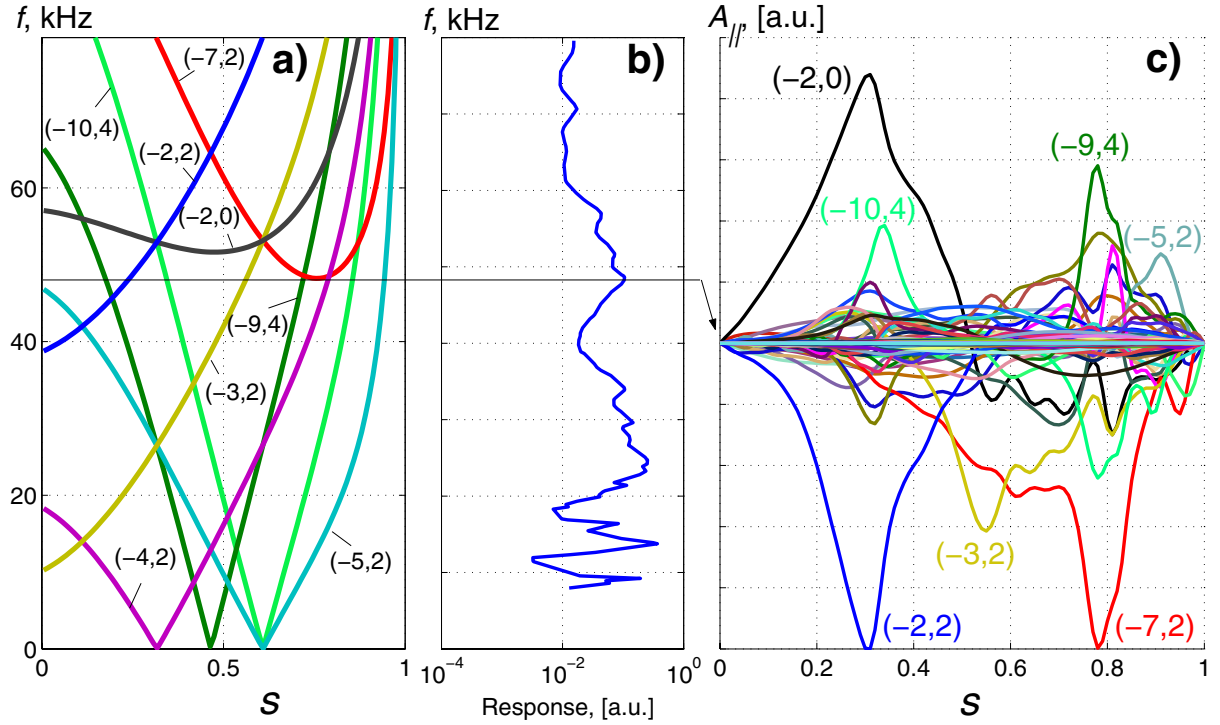 f, kHz
a)
(−7,2)
(−10,4)
(−2,2)
(−2,0)
(−9,4)
(−3,2)
(−4,2)
(−5,2)
60
40
20
0
0 0.5 1
S
f, kHz
b)
10−4 10−2 100
Response, [a.u.]
A//, [a.u.]
c)
(−2,0)
(−9,4)
(−10,4)
(−5,2)
(−3,2)
(−2,2)
(−7,2)
0 0.2 0.4 0.6 0.8 1
S